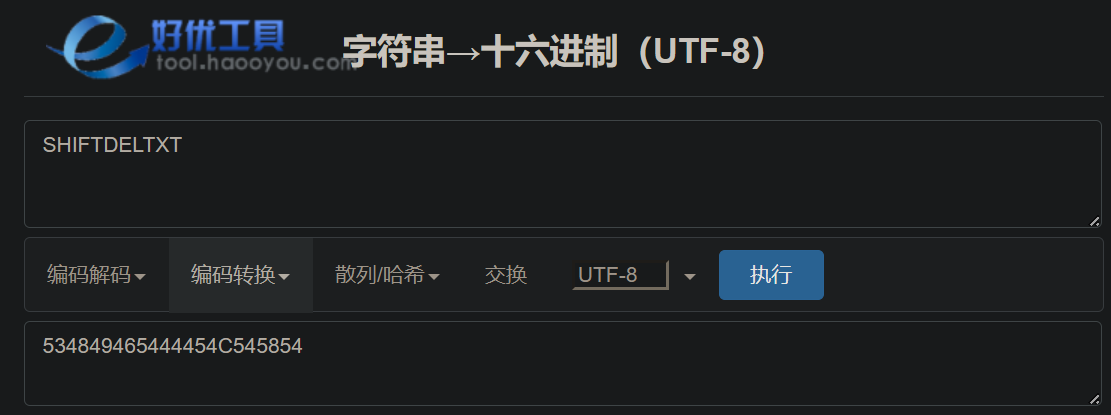 好优工具
tool.haooyou.com
字符串→十六进制（UTF-8）
SHIFTDELTXT
编码解码 编码转换 散列/哈希 交换 UTF-8 执行
534849465444454C545854